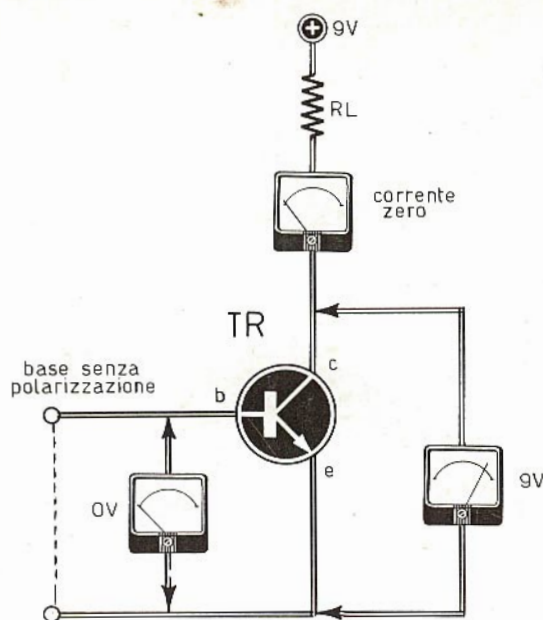 + 9V
RL
corrente
zero
TR
base senza
polarizzazione
b
c
e
0V
9V